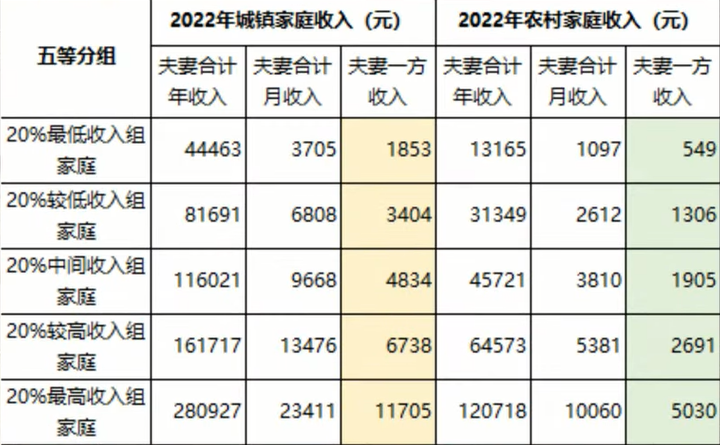 五等分组 2022年城镇家庭收入（元） 2022年农村家庭收入（元）
夫妻合计 夫妻合计 夫妻一方 夫妻合计 夫妻合计 夫妻一方
年收入 月收入 收入 年收入 月收入 收入
20%最低收入组
家庭 44463 3705 1853 13165 1097 549
20%较低收入组
家庭 81691 6808 3404 31349 2612 1306
20%中间收入组
家庭 116021 9668 4834 45721 3810 1905
20%较高收入组
家庭 161717 13476 6738 64573 5381 2691
20%最高收入组
家庭 280927 23411 11705 120718 10060 5030